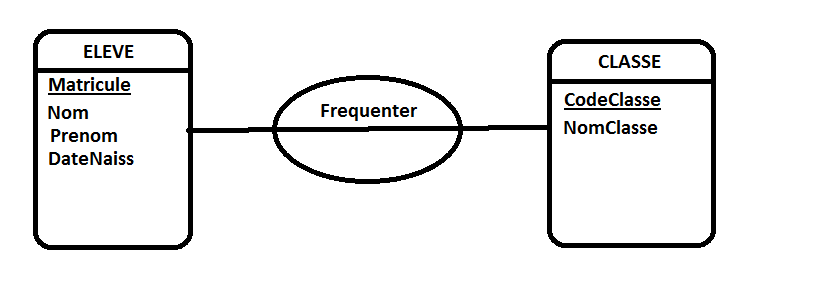 ELEVE
Matricule
Nom
Prenom
DateNaiss
Frequenter
CLASSE
CodeClasse
NomClasse